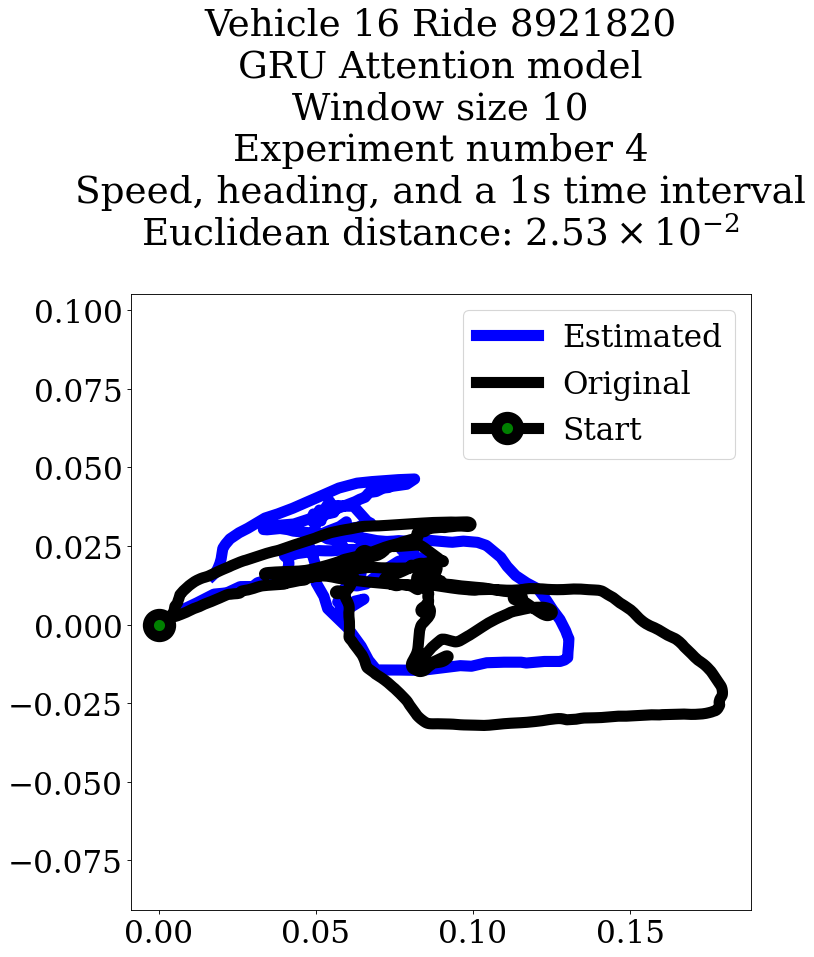 Vehicle 16 Ride 8921820
GRU Attention model
Window size 10
Experiment number 4
Speed, heading, and a 1s time interval
Euclidean distance: 2.53 × 10⁻²
0.100
0.075
0.050
0.025
0.000
−0.025
−0.050
−0.075
Estimated
Original
Start
0.00 0.05 0.10 0.15